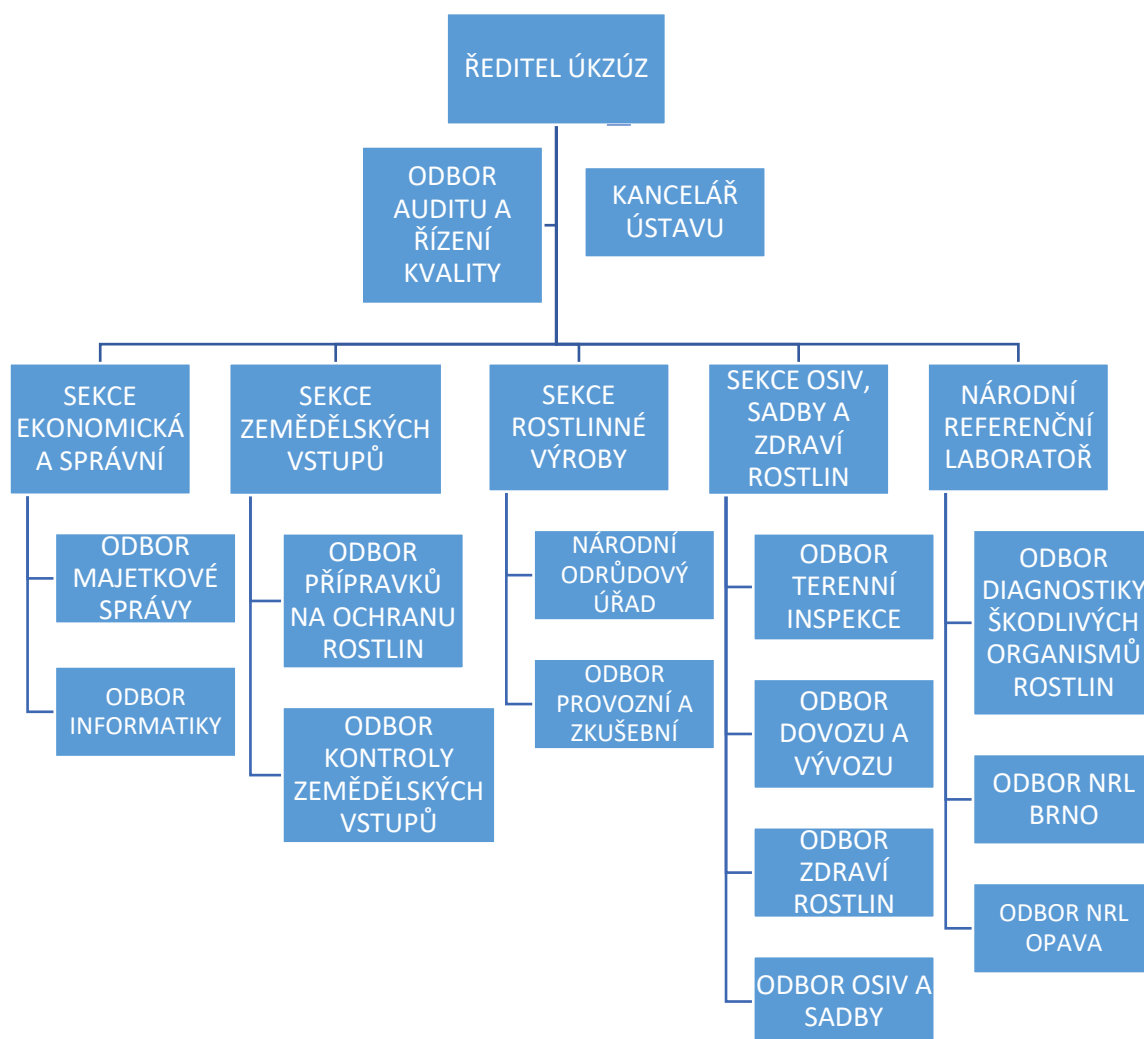 ŘEDITEL ÚKZÚZ
ODBOR
AUDITU A
ŘÍZENÍ
KVALITY
KANCELÁŘ
ÚSTAVU
SEKCE
EKONOMICKÁ
A SPRÁVNÍ
ODBOR
MAJETKOVÉ
SPRÁVY
ODBOR
INFORMATIKY
SEKCE
ZEMĚDĚLSKÝCH
VSTUPŮ
ODBOR
PŘÍPRAVKŮ
NA OCHRANU
ROSTLIN
ODBOR
KONTROLY
ZEMĚDĚLSKÝCH
VSTUPŮ
SEKCE
ROSTLINNÉ
VÝROBY
NÁRODNÍ
ODRŮDOVÝ
ÚŘAD
ODBOR
PROVOZNÍ A
ZKUŠEBNÍ
SEKCE OSIV,
SADBY A
ZDRAVÍ
ROSTLIN
ODBOR
TERENNÍ
INSPEKCE
ODBOR
DOVOZU A
VÝVOZU
ODBOR
ZDRAVÍ
ROSTLIN
ODBOR OSIV A
SADBY
NÁRODNÍ
REFERENČNÍ
LABORATOŘ
ODBOR
DIAGNOSTIKY
ŠKODLIVÝCH
ORGANISMŮ
ROSTLIN
ODBOR NRL
BRNO
ODBOR NRL
OPAVA